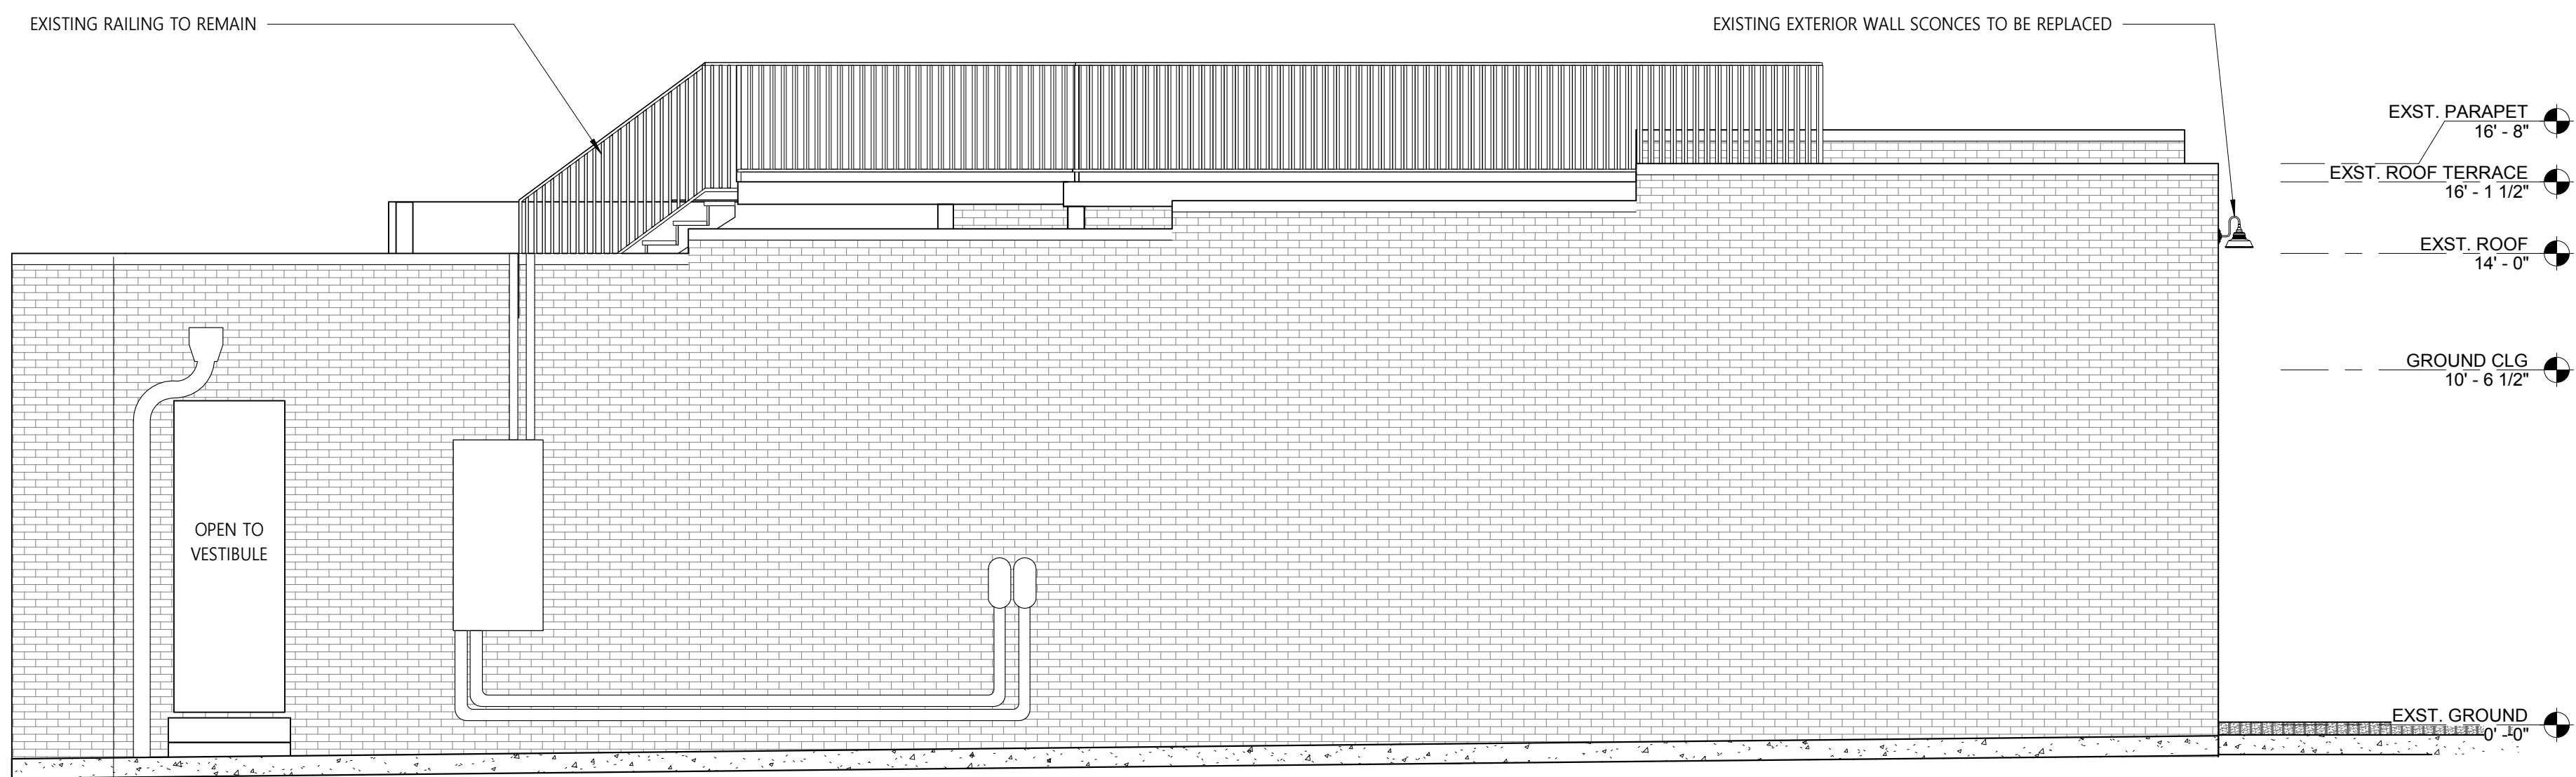 EXISTING RAILING TO REMAIN
EXISTING EXTERIOR WALL SCONCES TO BE REPLACED
EXST. PARAPET
16' - 8"
EXST. ROOF TERRACE
16' - 1 1/2"
EXST. ROOF
14' - 0"
GROUND CLG
10' - 6 1/2"
OPEN TO
VESTIBULE
EXST. GROUND
0' - 0"